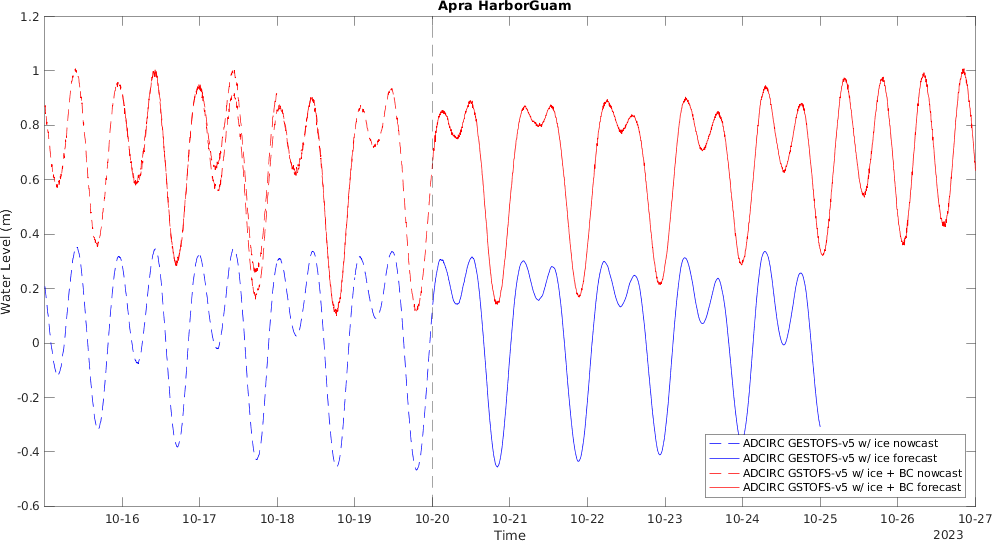 Apra HarborGuam
1.2
1
0.8
0.6
0.4
0.2
0
-0.2
-0.4
-0.6
Water Level (m)
10-16 10-17 10-18 10-19 10-20 10-21 10-22 10-23 10-24 10-25 10-26 10-27
Time
2023
ADCIRC GESTOFS-v5 w/ ice nowcast
ADCIRC GESTOFS-v5 w/ ice forecast
ADCIRC GSTOFS-v5 w/ ice + BC nowcast
ADCIRC GSTOFS-v5 w/ ice + BC forecast